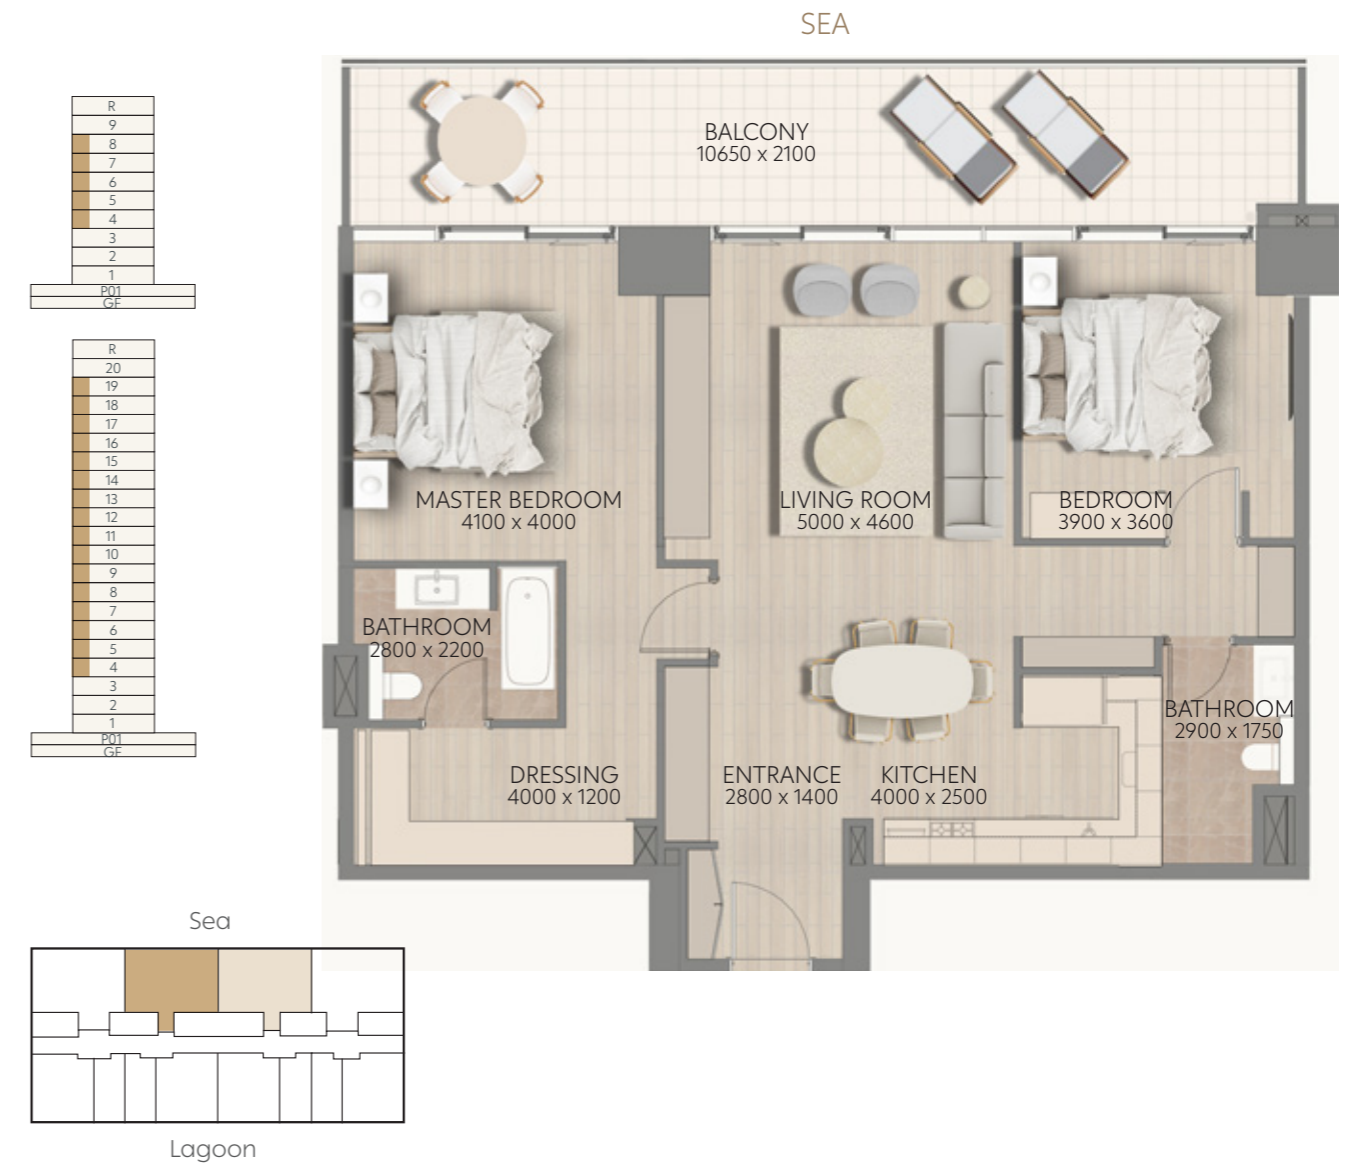 SEA
R
9
8
7
6
5
4
3
2
1
P01
GF
R
20
19
18
17
16
15
14
13
12
11
10
9
8
7
6
5
4
3
2
1
P01
GF
BALCONY
10650 x 2100
MASTER BEDROOM
4100 x 4000
LIVING ROOM
5000 x 4600
BEDROOM
3900 x 3600
BATHROOM
2800 x 2200
BATHROOM
2900 x 1750
DRESSING
4000 x 1200
ENTRANCE
2800 x 1400
KITCHEN
4000 x 2500
Sea
Lagoon